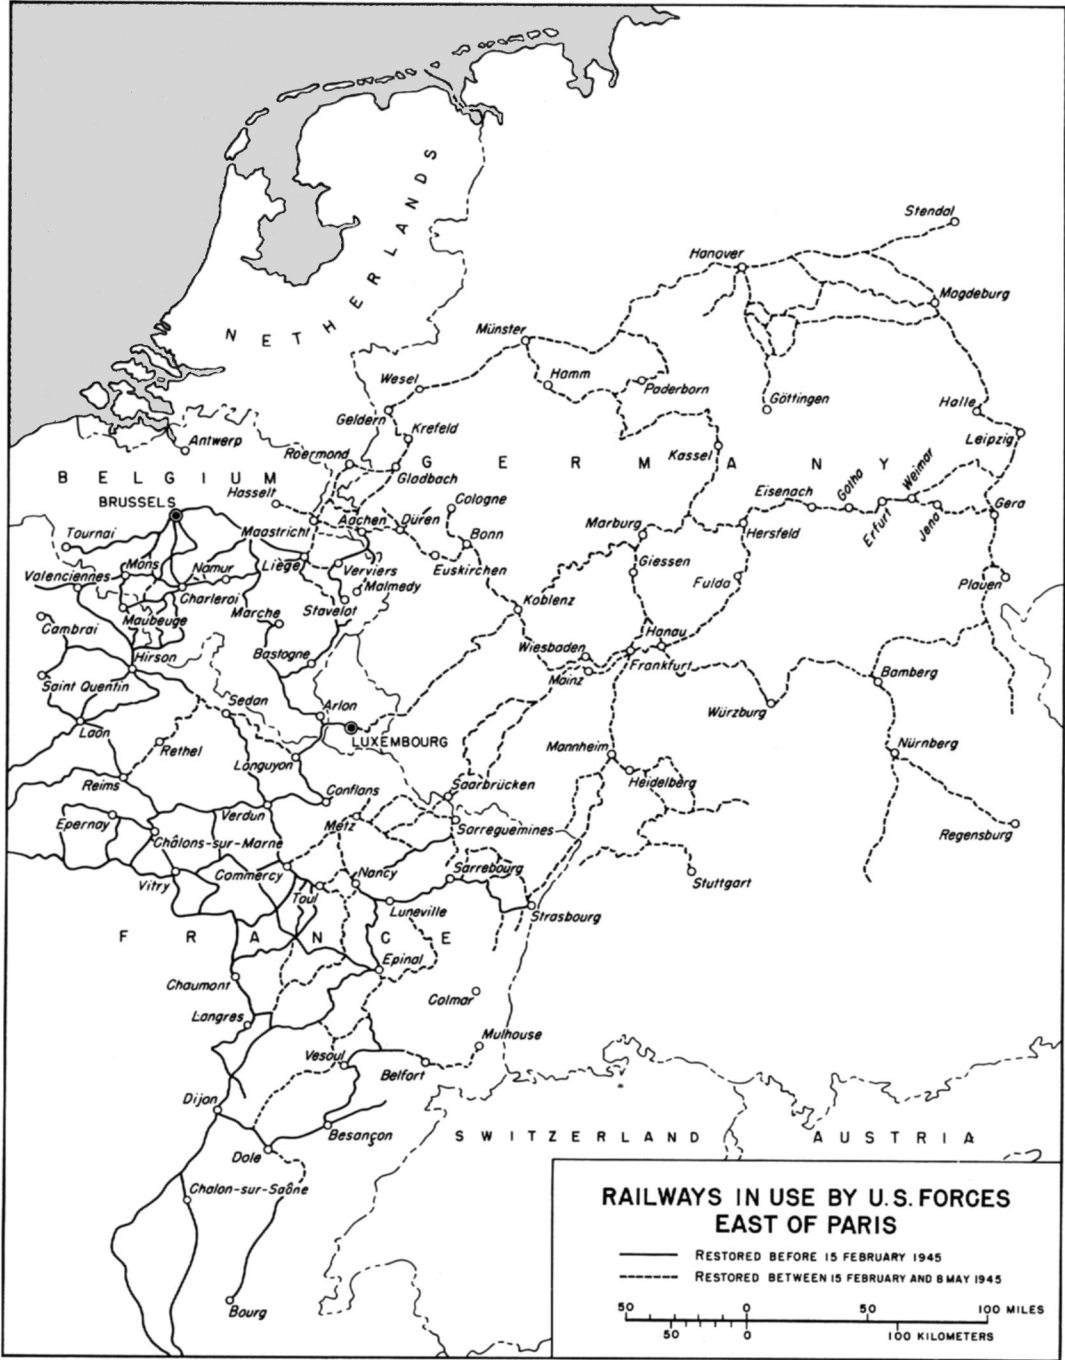 Stendal
Hanover
Magdeburg
NETHERLANDS
Münster
Wesel
Hamm
Paderborn
Göttingen
Halle
Geldern
Krefeld
Leipzig
Antwerp
Roermond
GERMANY
Kassel
BELGIUM
Gladbach
Hasselt
Cologne
Eisenach
Gotha
Weimar
BRUSSELS
Maastricht
Aachen
Düren
Marburg
Hersfeld
Erfurt
Jena
Gera
Tournai
Bonn
Mons
Namur
Liege
Verviers
Euskirchen
Giessen
Valenciennes
Charleroi
Malmedy
Fulda
Plauen
Cambrai
Maubeuge
Marche
Stavelot
Koblenz
Hirson
Bastogne
Wiesbaden
Hanau
Mainz
Frankfurt
Saint Quentin
Sedan
Arlon
Würzburg
Bamberg
Laon
Rethel
LUXEMBOURG
Longuyon
Mannheim
Nürnberg
Reims
Conflans
Saarbrücken
Heidelberg
Epernay
Verdun
Metz
Sarreguemines
Regensburg
Châlons-sur-Marne
Vitry
Commercy
Nancy
Sarrebourg
Stuttgart
Toul
Luneville
Strasbourg
FRANCE
Epinal
Chaumont
Colmar
Langres
Mulhouse
Vesoul
Belfort
Dijon
Besançon
SWITZERLAND
AUSTRIA
Dole
Chalon-sur-Saône
Bourg
RAILWAYS IN USE BY U.S. FORCES
EAST OF PARIS
RESTORED BEFORE 15 FEBRUARY 1945
RESTORED BETWEEN 15 FEBRUARY AND 8 MAY 1945
50 0 50 100 MILES
50 0 100 KILOMETERS